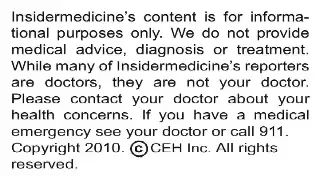 Insidermedicine's content is for informa-
tional purposes only. We do not provide
medical advice, diagnosis or treatment.
While many of Insidermedicine's reporters
are doctors, they are not your doctor.
Please contact your doctor about your
health concerns. If you have a medical
emergency see your doctor or call 911.
Copyright 2010. ©CEH Inc. All rights
reserved.